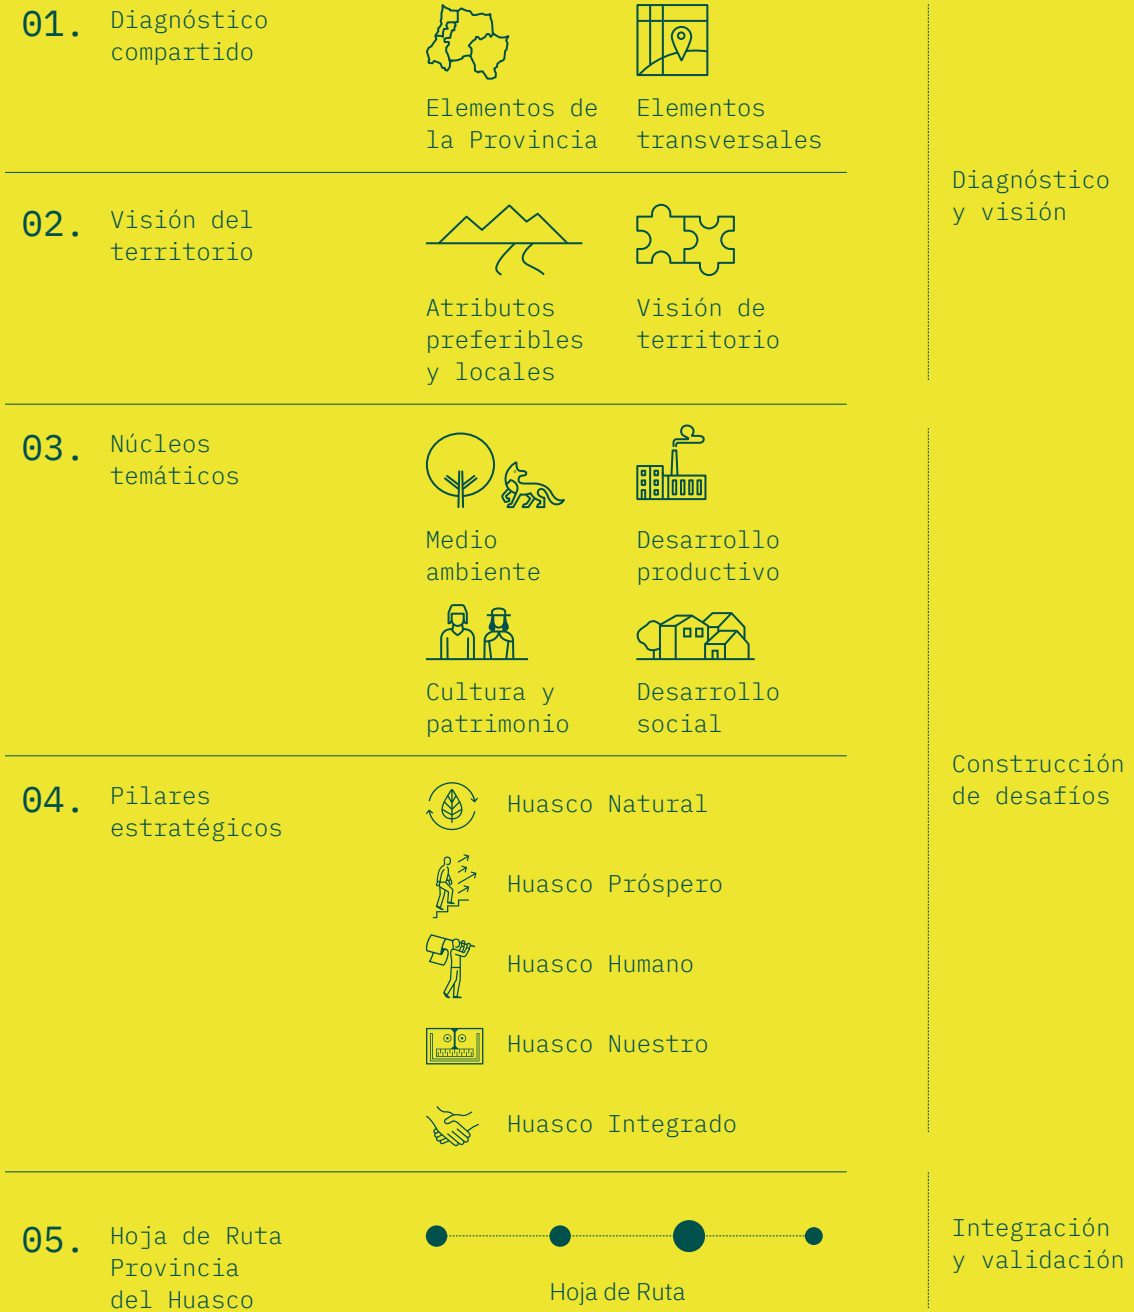 01.
Diagnóstico
compartido
Elementos de
la Provincia
Elementos
transversales
02.
Visión del
territorio
Atributos
preferibles
y locales
Visión de
territorio
Diagnóstico
y visión
03.
Núcleos
temáticos
Medio
ambiente
Desarrollo
productivo
Cultura y
patrimonio
Desarrollo
social
04.
Pilares
estratégicos
Huasco Natural
Huasco Próspero
Huasco Humano
Huasco Nuestro
Huasco Integrado
Construcción
de desafíos
05.
Hoja de Ruta
Provincia
del Huasco
Hoja de Ruta
Integración
y validación